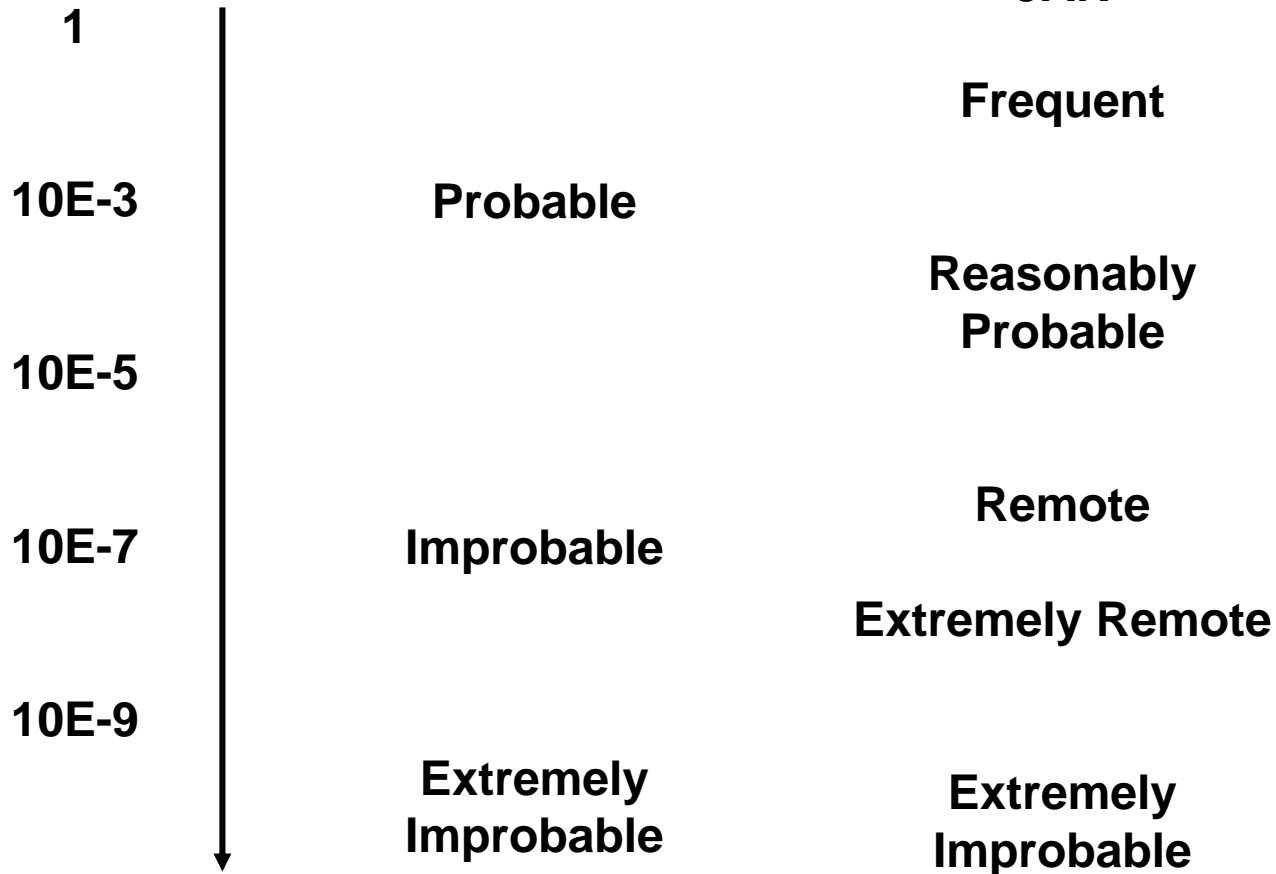 1
Frequent
10E-3
Probable
Reasonably
Probable
10E-5
Remote
10E-7
Improbable
Extremely Remote
10E-9
Extremely
Improbable
Extremely
Improbable